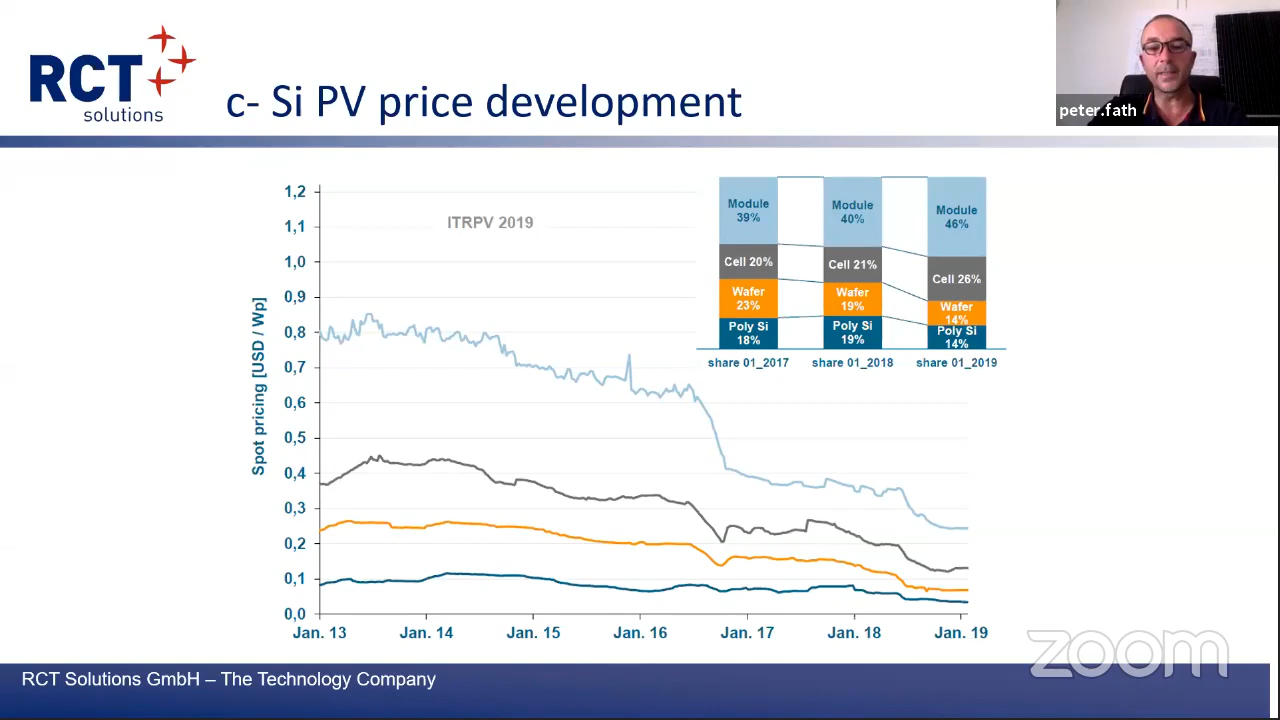 RCT
solutions
c- Si PV price development
peter.fath
1,2
1,1
1,0
0,9
0,8
0,7
0,6
0,5
0,4
0,3
0,2
0,1
0,0
Spot pricing [USD / Wp]
ITRPV 2019
Jan. 13 Jan. 14 Jan. 15 Jan. 16 Jan. 17 Jan. 18 Jan. 19
Module
39%
Cell 20%
Wafer
23%
Poly Si
18%
share 01_2017
Module
40%
Cell 21%
Wafer
19%
Poly Si
19%
share 01_2018
Module
46%
Cell 26%
Wafer
14%
Poly Si
14%
share 01_2019
zoom
RCT Solutions GmbH – The Technology Company